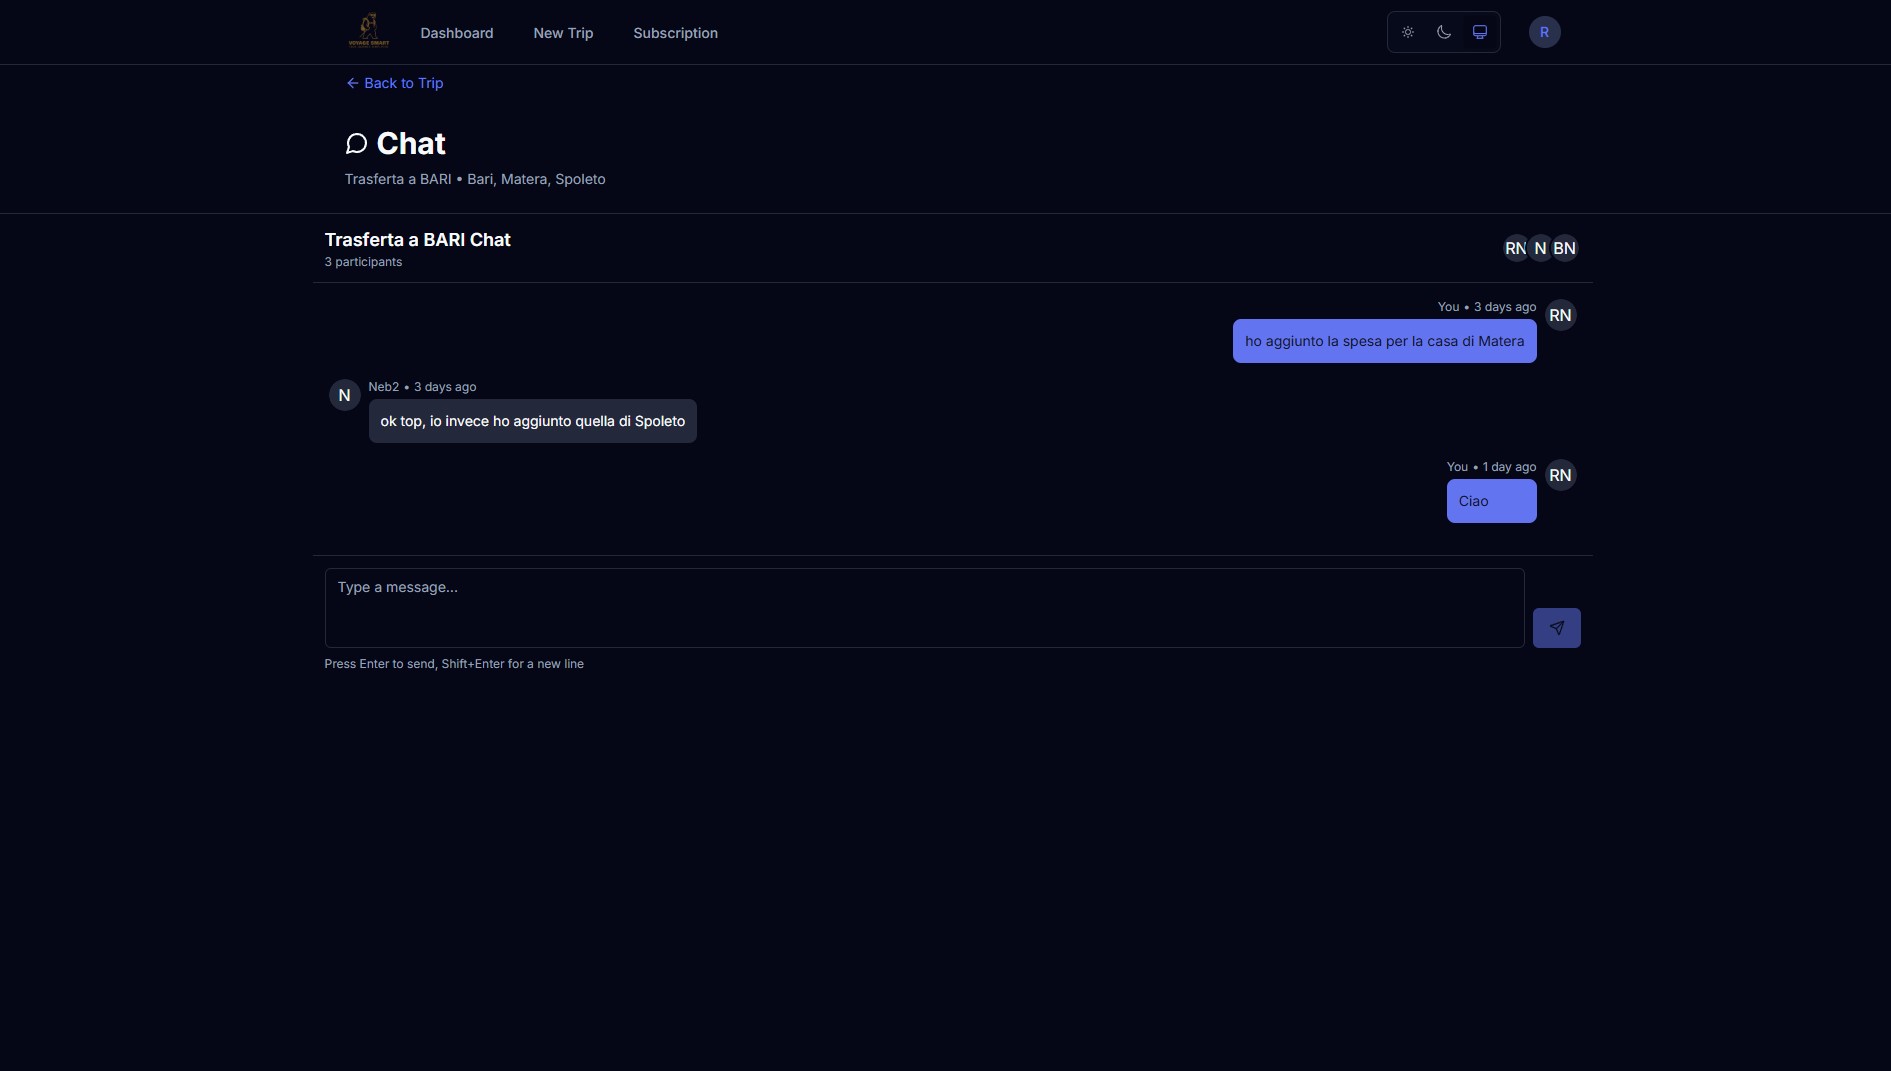 VOYAGE SMART
Dashboard
New Trip
Subscription
R
Back to Trip
Chat
Trasferta a BARI • Bari, Matera, Spoleto
Trasferta a BARI Chat
3 participants
RN
N
BN
You • 3 days ago
RN
ho aggiunto la spesa per la casa di Matera
N
Neb2 • 3 days ago
ok top, io invece ho aggiunto quella di Spoleto
You • 1 day ago
RN
Ciao
Type a message...
Press Enter to send, Shift+Enter for a new line